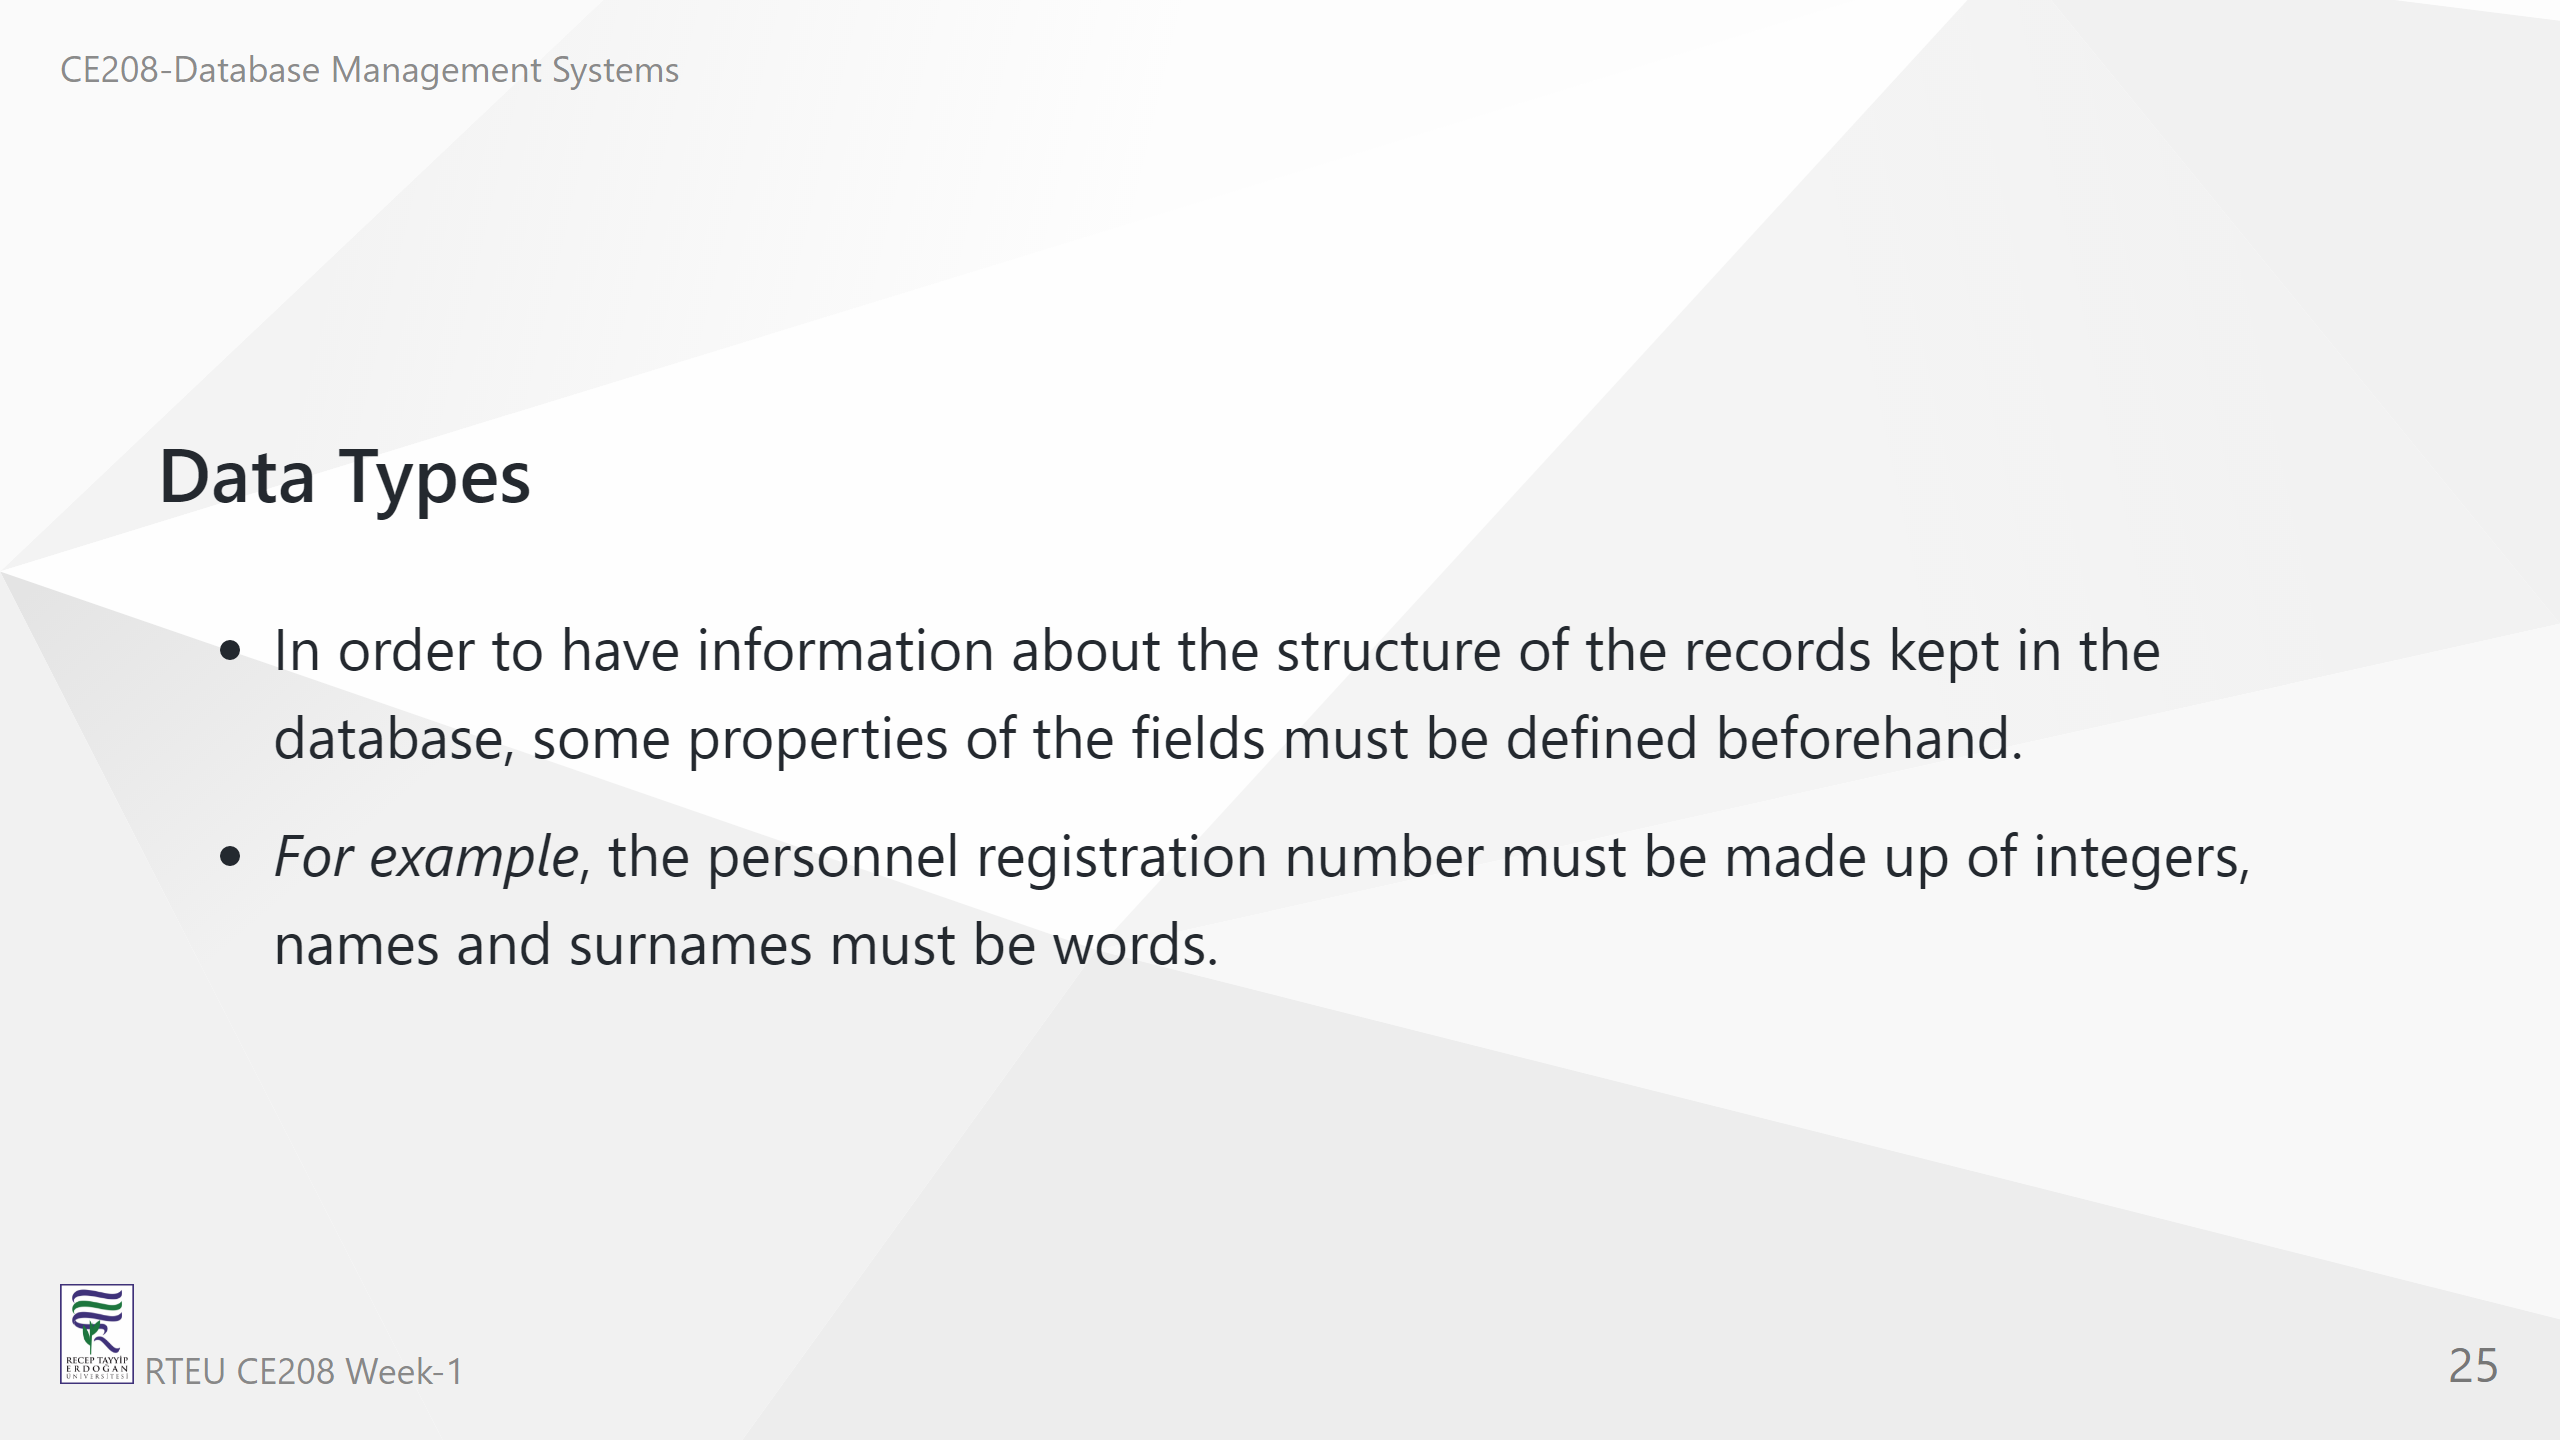 CE208-Database Management Systems
Data Types
• In order to have information about the structure of the records kept in the
database, some properties of the fields must be defined beforehand.
• For example, the personnel registration number must be made up of integers,
names and surnames must be words.
RECEP TAYYİP
ERDOĞAN
ÜNİVERSİTESİ
RTEU CE208 Week-1
25